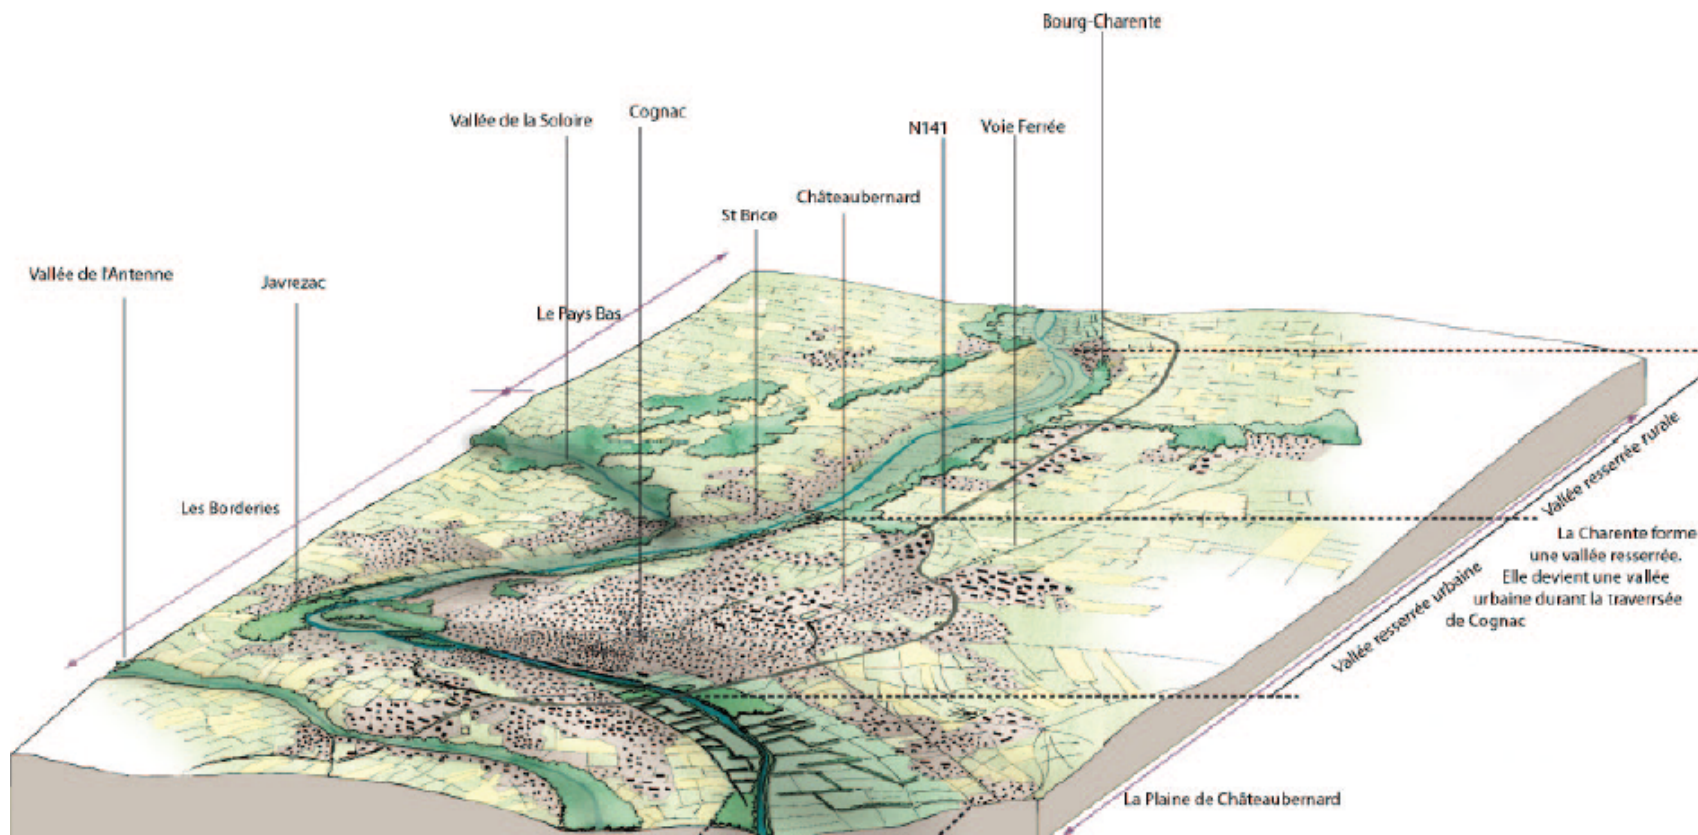 Bourg-Charente
Vallée de la Soloire
Cognac
N141
Voie Ferrée
Châteaubernard
St Brice
Vallée de l'Antenne
Javrezac
Le Pays Bas
Les Borderies
Vallée resserrée rurale
La Charente forme
une vallée resserrée.
Elle devient une vallée
urbaine durant la traverrsée
de Cognac
Vallée resserrée urbaine
La Plaine de Châteaubernard